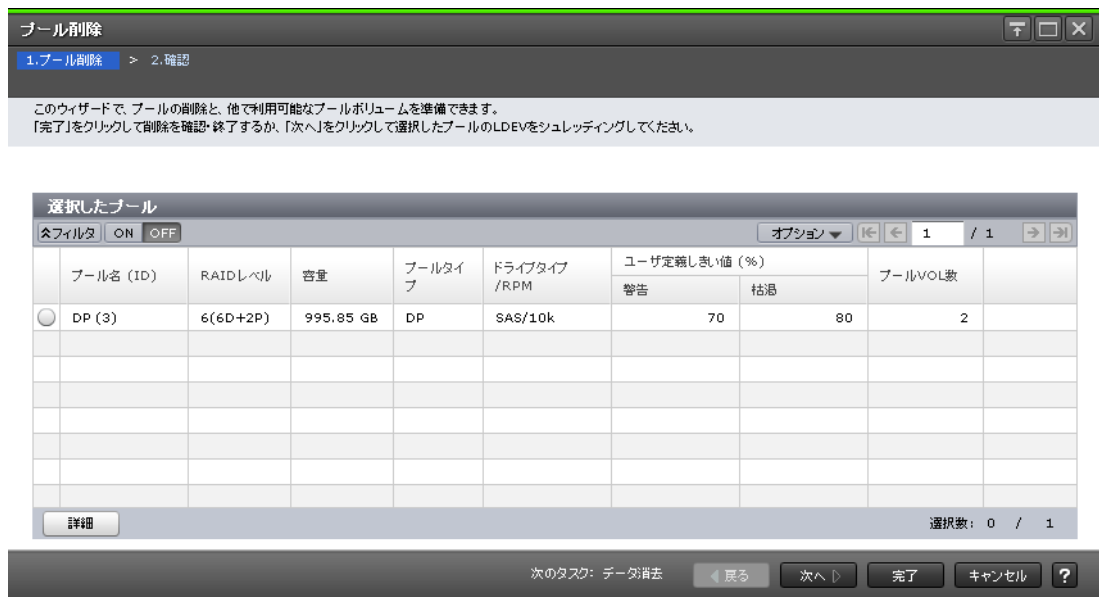 プール削除
1.プール削除 > 2.確認
このウィザードで、プールの削除と、他で利用可能なプールボリュームを準備できます。
「完了」をクリックして削除を確認・終了するか、「次へ」をクリックして選択したプールのLDEVをシュレッディングしてください。
選択したプール
フィルタ ON OFF オプション 1 / 1
プール名 (ID) RAIDレベル 容量 プールタイプ ドライブタイプ/RPM ユーザ定義しきい値 (%) プールVOL数
警告 枯渇
DP (3) 6(6D+2P) 995.85 GB DP SAS/10k 70 80 2
詳細 選択数: 0 / 1
次のタスク: データ消去 戻る 次へ 完了 キャンセル ?